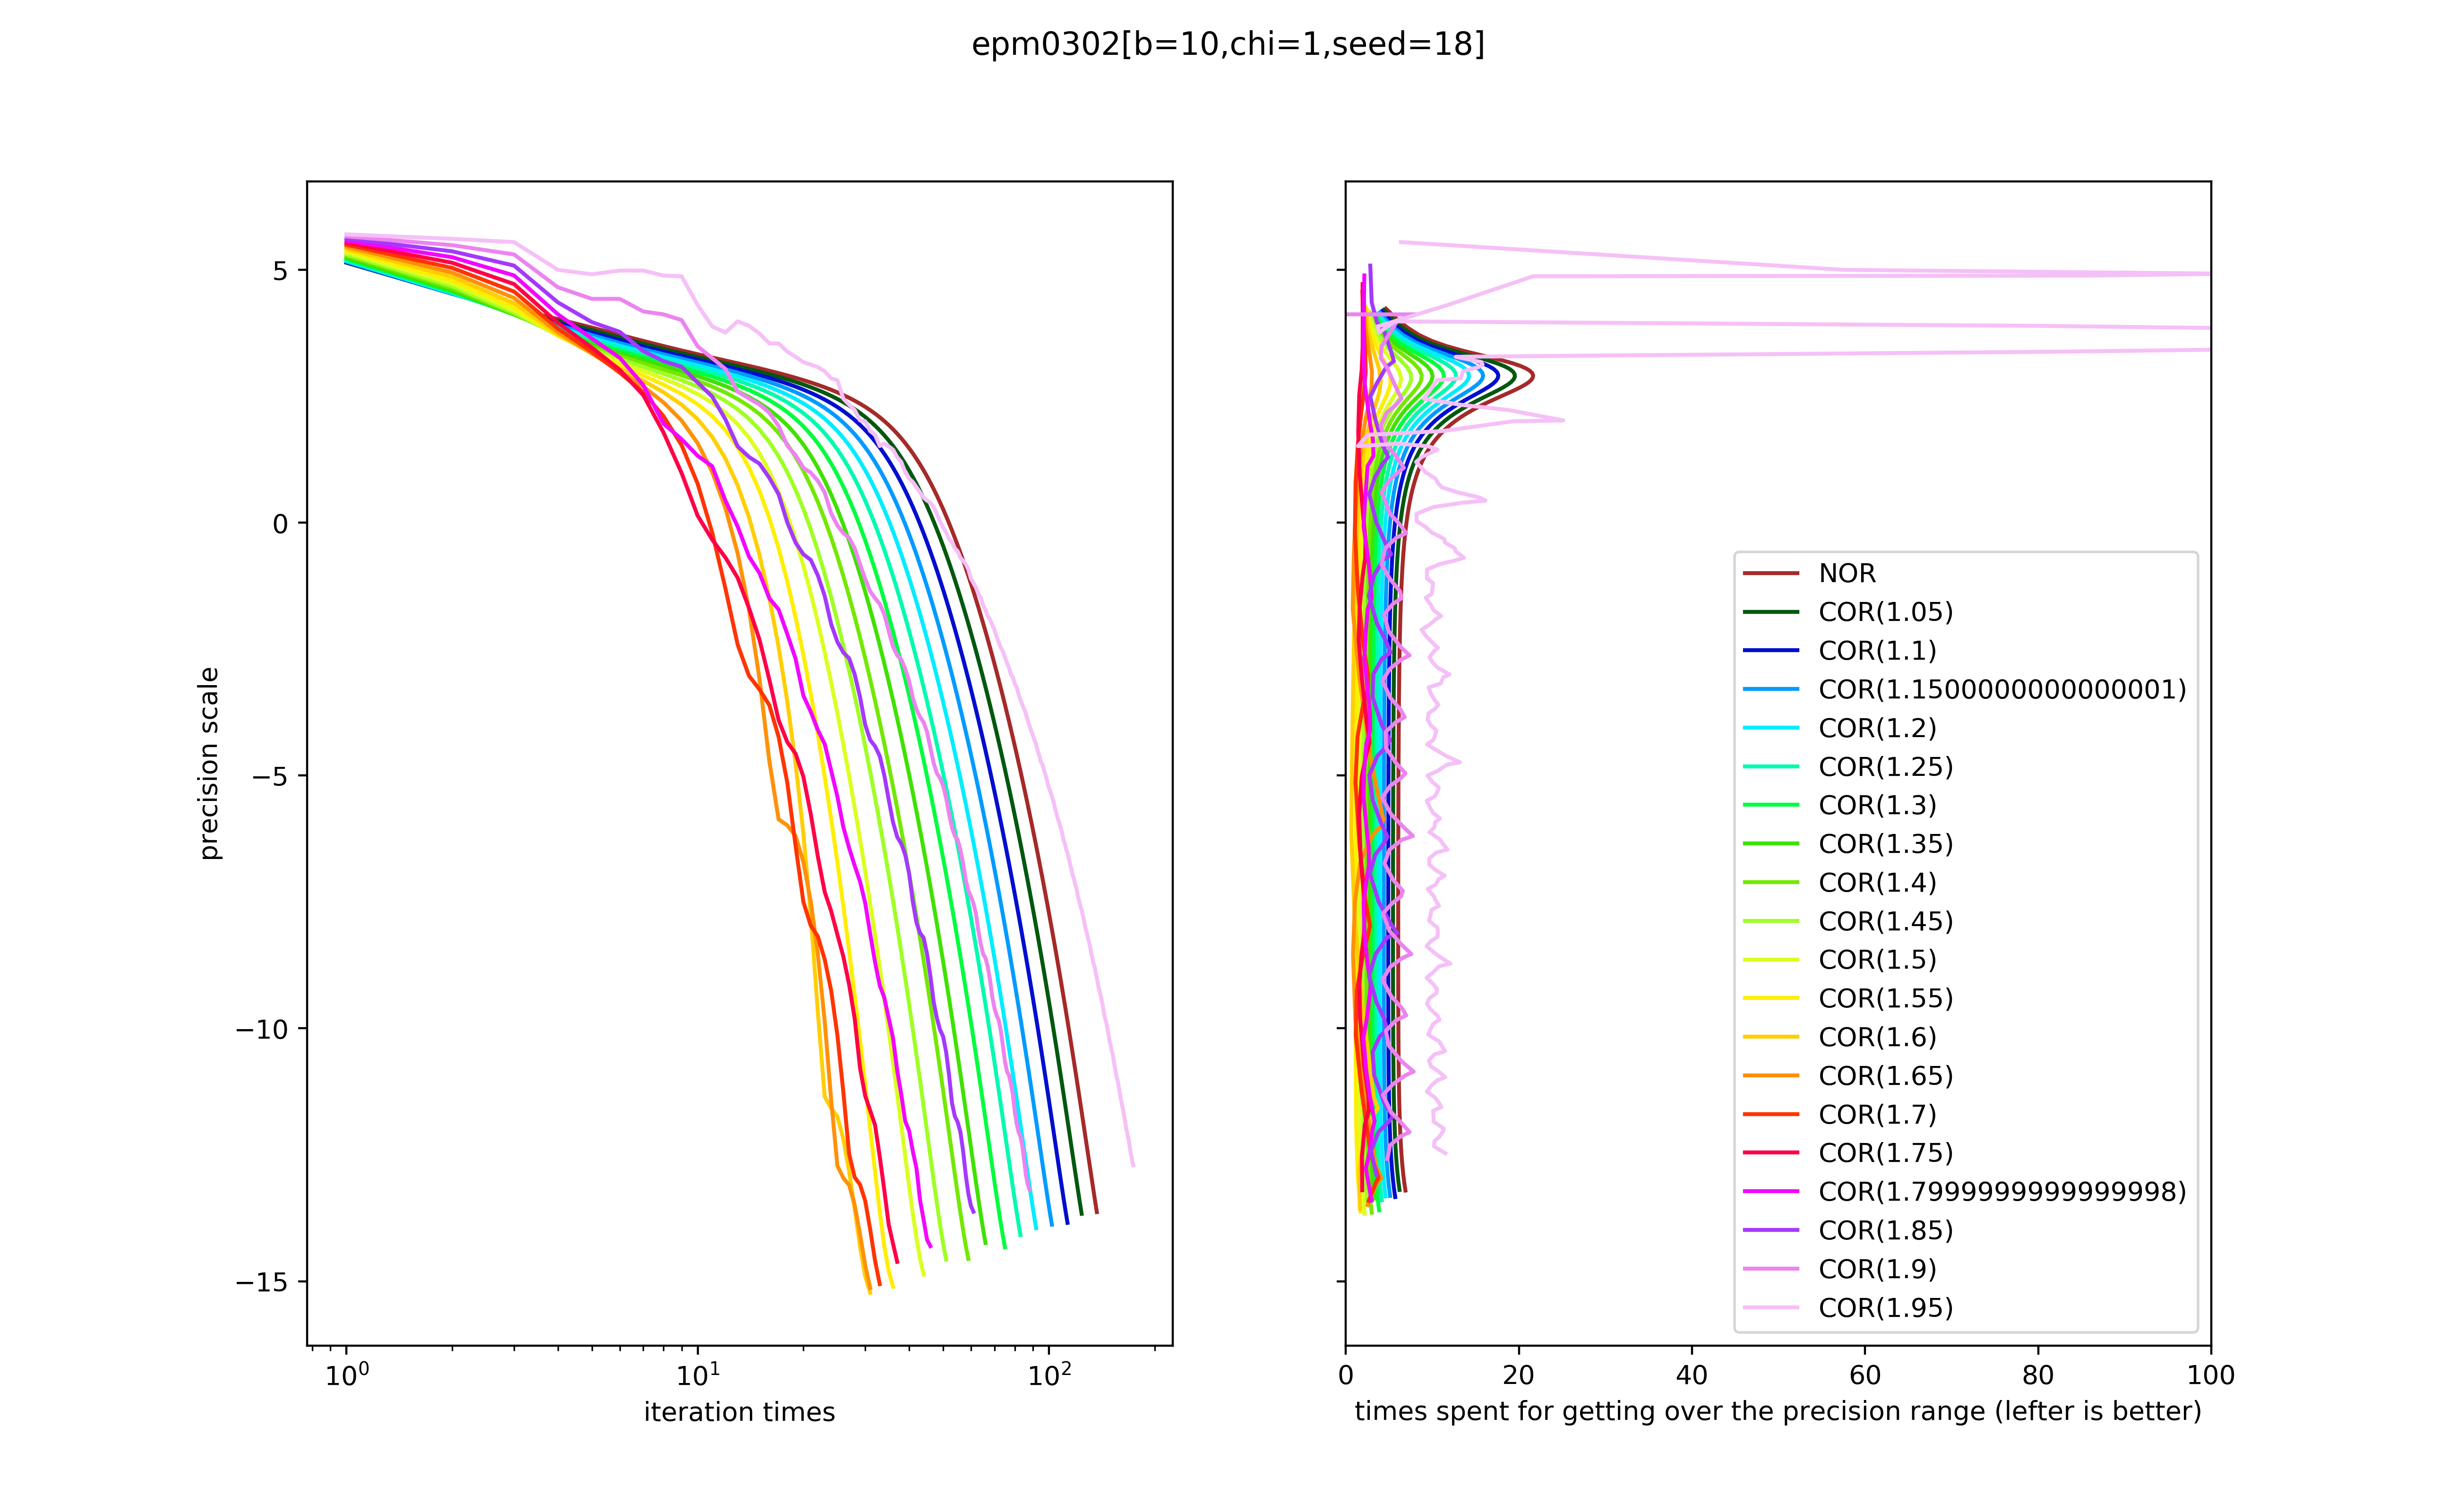 epm0302[b=10,chi=1,seed=18]
precision scale
5
0
−5
−10
−15
10⁰
10¹
10²
iteration times
NOR
COR(1.05)
COR(1.1)
COR(1.1500000000000001)
COR(1.2)
COR(1.25)
COR(1.3)
COR(1.35)
COR(1.4)
COR(1.45)
COR(1.5)
COR(1.55)
COR(1.6)
COR(1.65)
COR(1.7)
COR(1.75)
COR(1.7999999999999998)
COR(1.85)
COR(1.9)
COR(1.95)
0
20
40
60
80
100
times spent for getting over the precision range (lefter is better)